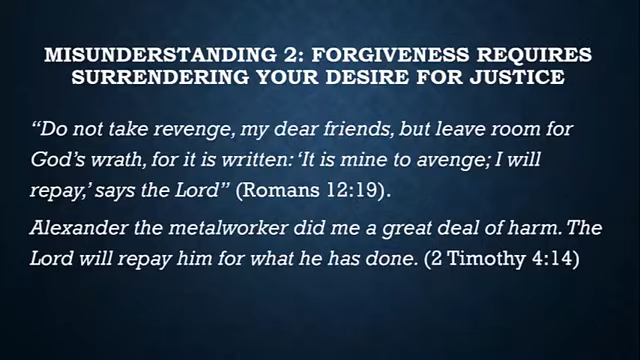 MISUNDERSTANDING 2: FORGIVENESS REQUIRES
SURRENDERING YOUR DESIRE FOR JUSTICE
“Do not take revenge, my dear friends, but leave room for
God’s wrath, for it is written: ‘It is mine to avenge; I will
repay,’ says the Lord” (Romans 12:19).
Alexander the metalworker did me a great deal of harm. The
Lord will repay him for what he has done. (2 Timothy 4:14)